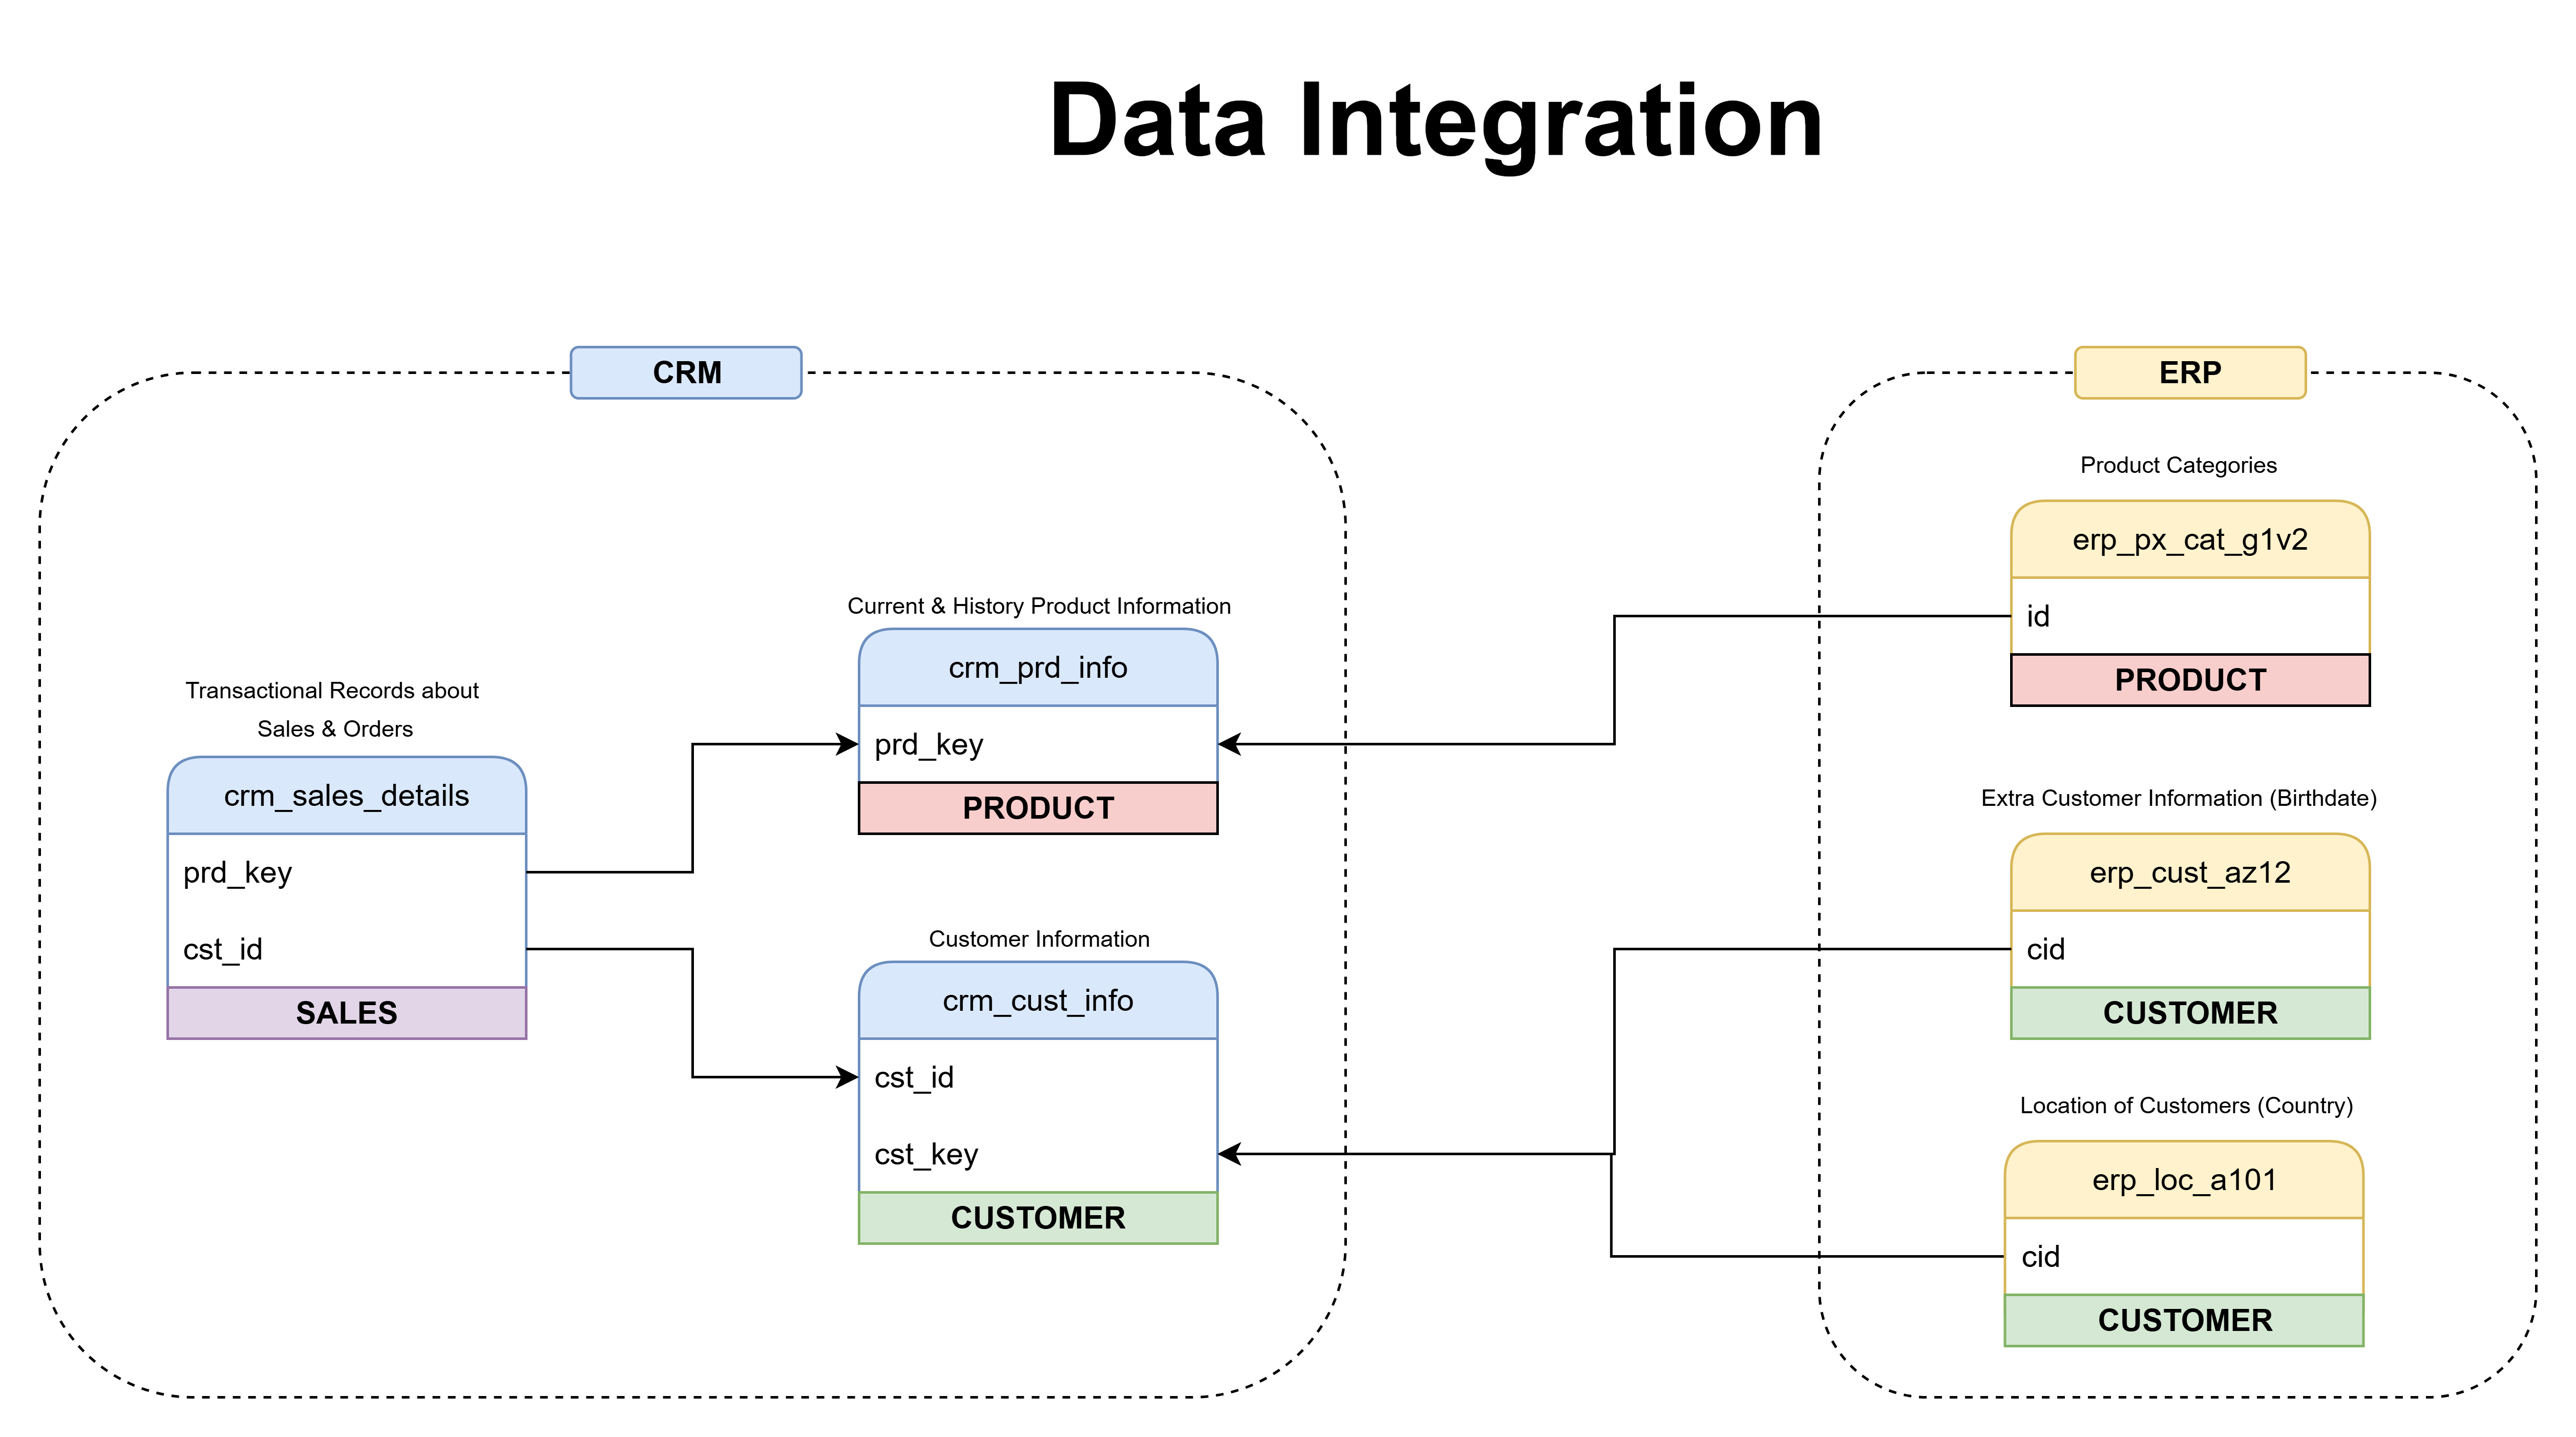 Data Integration
CRM
Transactional Records about
Sales & Orders
crm_sales_details
prd_key
cst_id
SALES
Current & History Product Information
crm_prd_info
prd_key
PRODUCT
Customer Information
crm_cust_info
cst_id
cst_key
CUSTOMER
ERP
Product Categories
erp_px_cat_g1v2
id
PRODUCT
Extra Customer Information (Birthdate)
erp_cust_az12
cid
CUSTOMER
Location of Customers (Country)
erp_loc_a101
cid
CUSTOMER